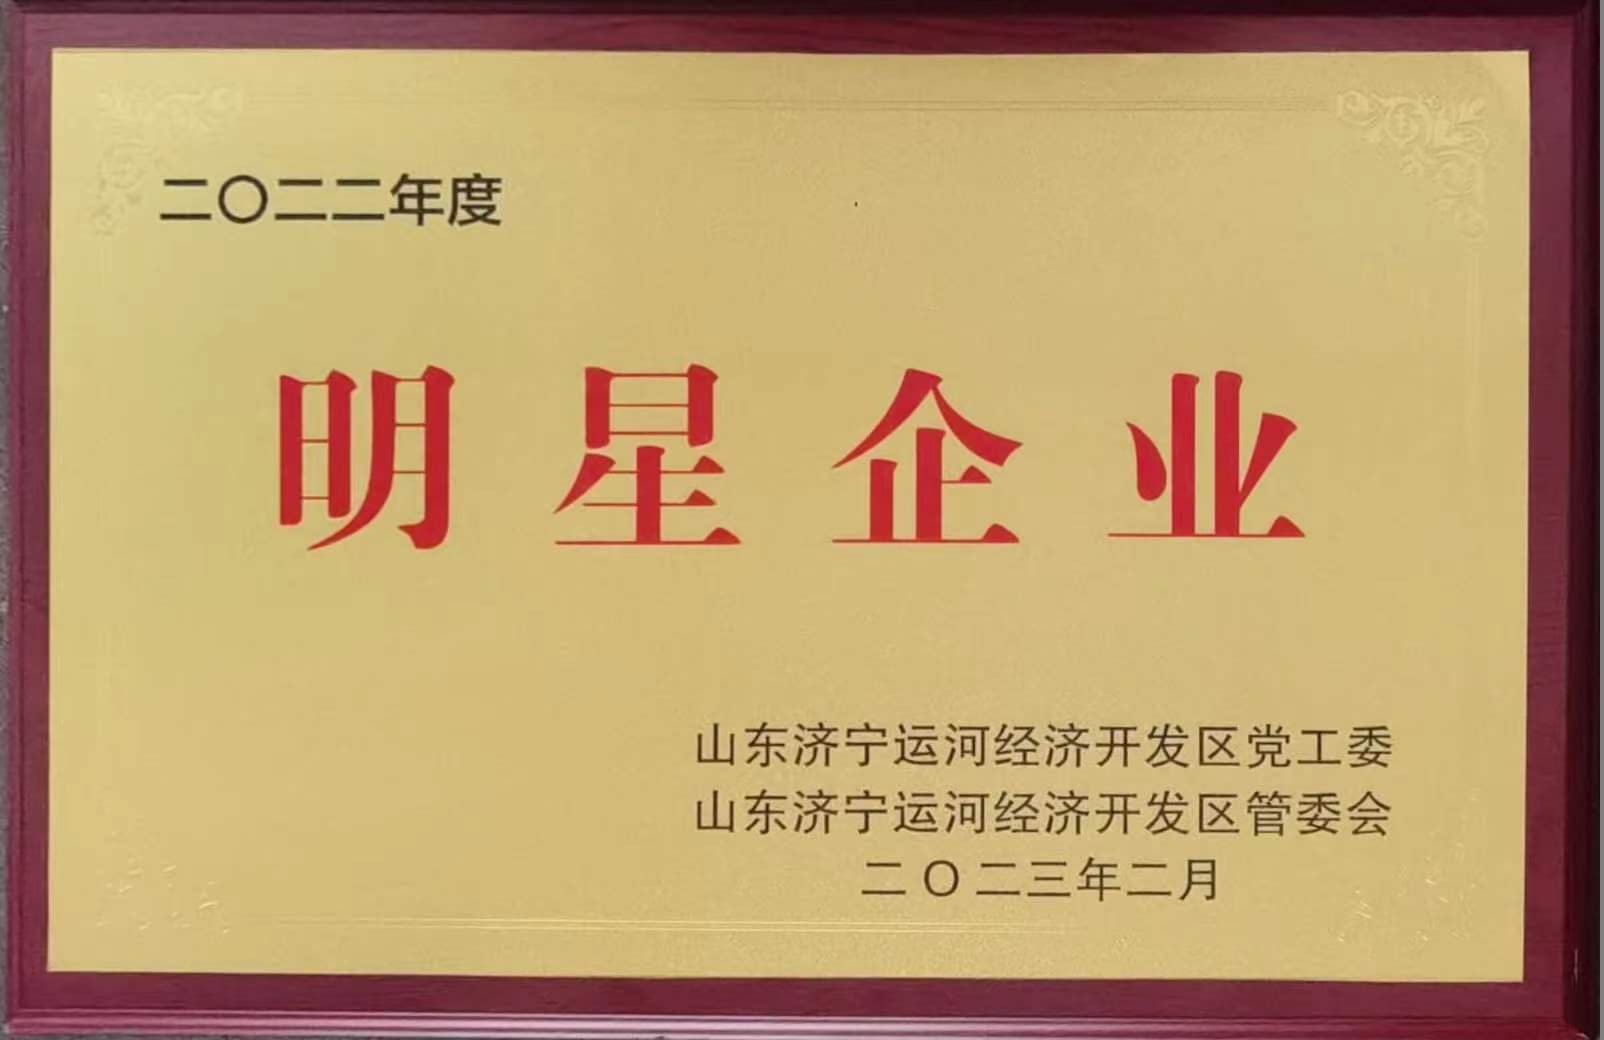 二〇二二年度
明星企业
山东济宁运河经济开发区党工委
山东济宁运河经济开发区管委会
二〇二三年二月